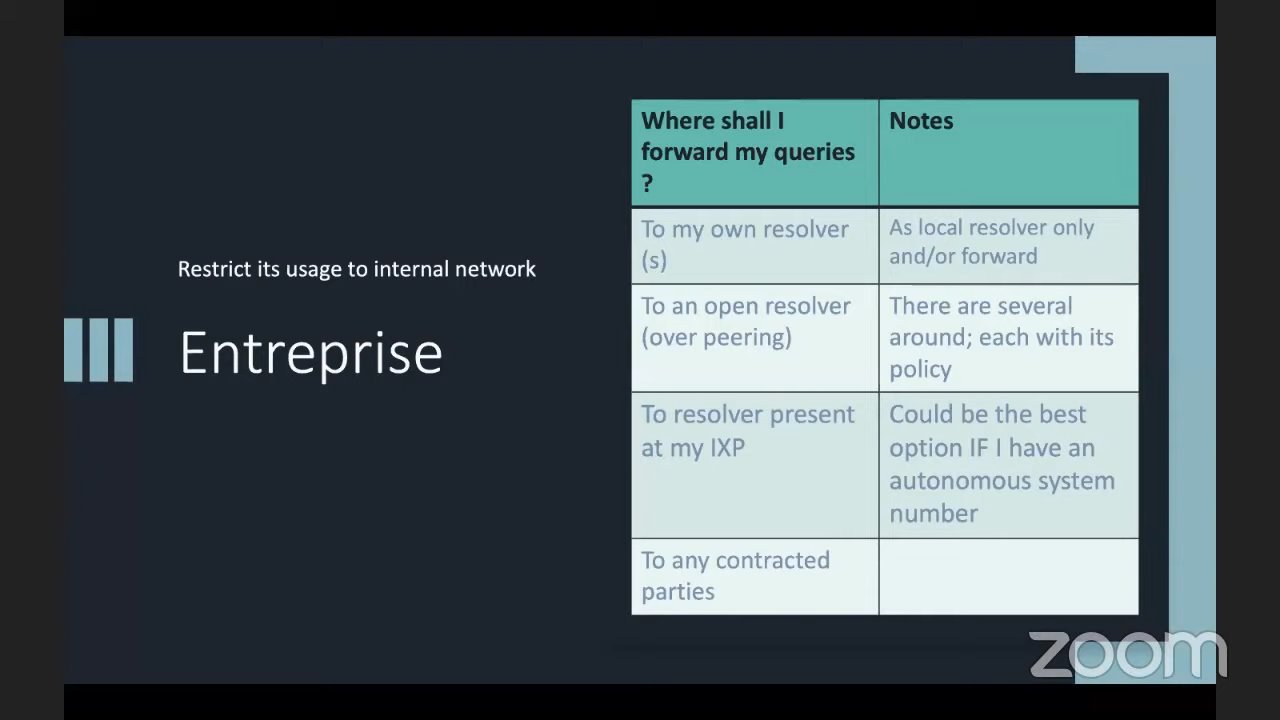 Restrict its usage to internal network
Entreprise
Where shall I
forward my queries
?
Notes
To my own resolver
(s)
As local resolver only
and/or forward
To an open resolver
(over peering)
There are several
around; each with its
policy
To resolver present
at my IXP
Could be the best
option IF I have an
autonomous system
number
To any contracted
parties
zoom